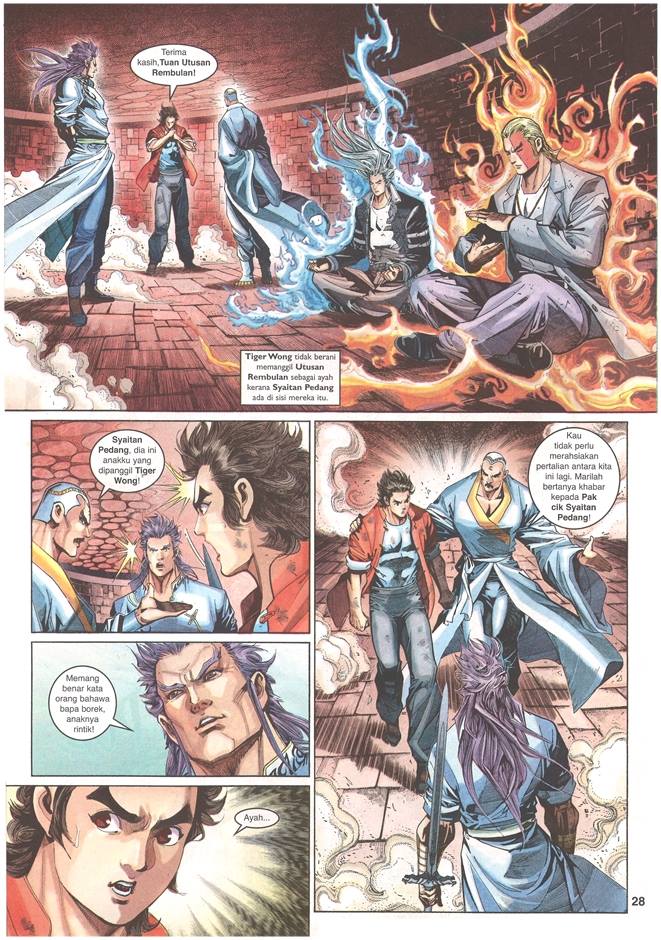 Terima
kasih,Tuan Utusan
Rembulan!
Tiger Wong tidak berani
memanggil Utusan
Rembulan sebagai ayah
kerana Syaitan Pedang
ada di sisi mereka itu.
Syaitan
Pedang, dia ini
anakku yang
dipanggil Tiger
Wong!
Memang
benar kata
orang bahawa
bapa borek,
anaknya
rintik!
Ayah...
Kau
tidak perlu
merahsiakan
pertalian antara kita
ini lagi. Marilah
bertanya khabar
kepada Pak
cik Syaitan
Pedang!
28